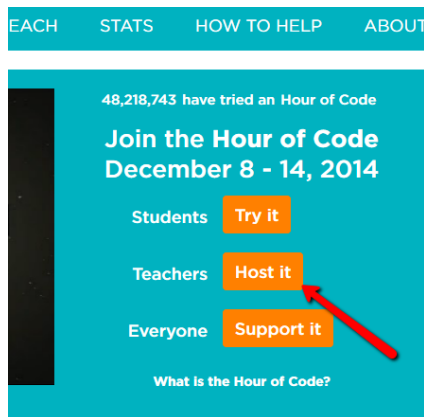 EACH STATS HOW TO HELP ABOUT
48,218,743 have tried an Hour of Code
Join the Hour of Code
December 8 - 14, 2014
Students Try it
Teachers Host it
Everyone Support it
What is the Hour of Code?